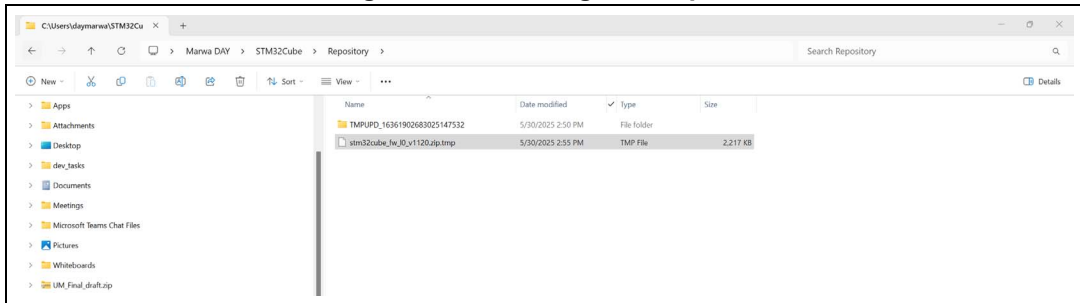 C:\Users\daymarwa\STM32Cu
Marwa DAY > STM32Cube > Repository >
Search Repository
New
Sort
View
Details
Name Date modified Type Size
Apps
Attachments
Desktop
dev_tasks
Documents
Meetings
Microsoft Teams Chat Files
Pictures
Whiteboards
UM_Final_draft.zip
TMPUPD_16361902683025147532 5/30/2025 2:50 PM File folder
stm32cube_fw_l0_v1120.zip.tmp 5/30/2025 2:55 PM TMP File 2,217 KB